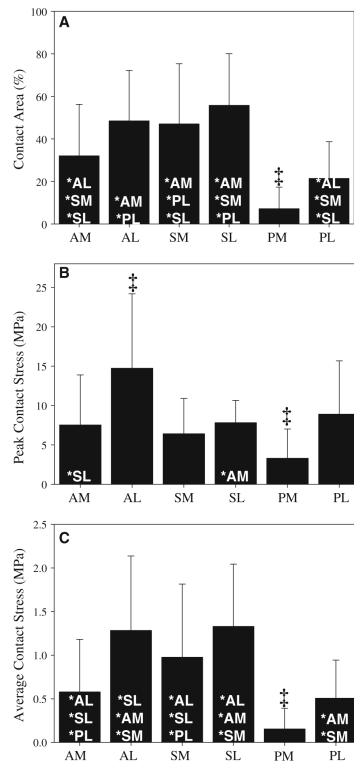 A
Contact Area (%)
100
80
60
40
20
0
*AL
*SM
*SL
*AM
*PL
*AM
*PL
*SL
*AM
*SM
*PL
‡
*AL
*SM
*SL
AM AL SM SL PM PL
B
Peak Contact Stress (MPa)
25
20
15
10
5
0
*SL
‡
*AM
‡
AM AL SM SL PM PL
C
Average Contact Stress (MPa)
2.5
2.0
1.5
1.0
0.5
0.0
*AL
*SL
*PL
*SL
*AM
*SM
*AL
*SL
*PM
*AL
*AM
*SM
‡
*AM
*SM
AM AL SM SL PM PL